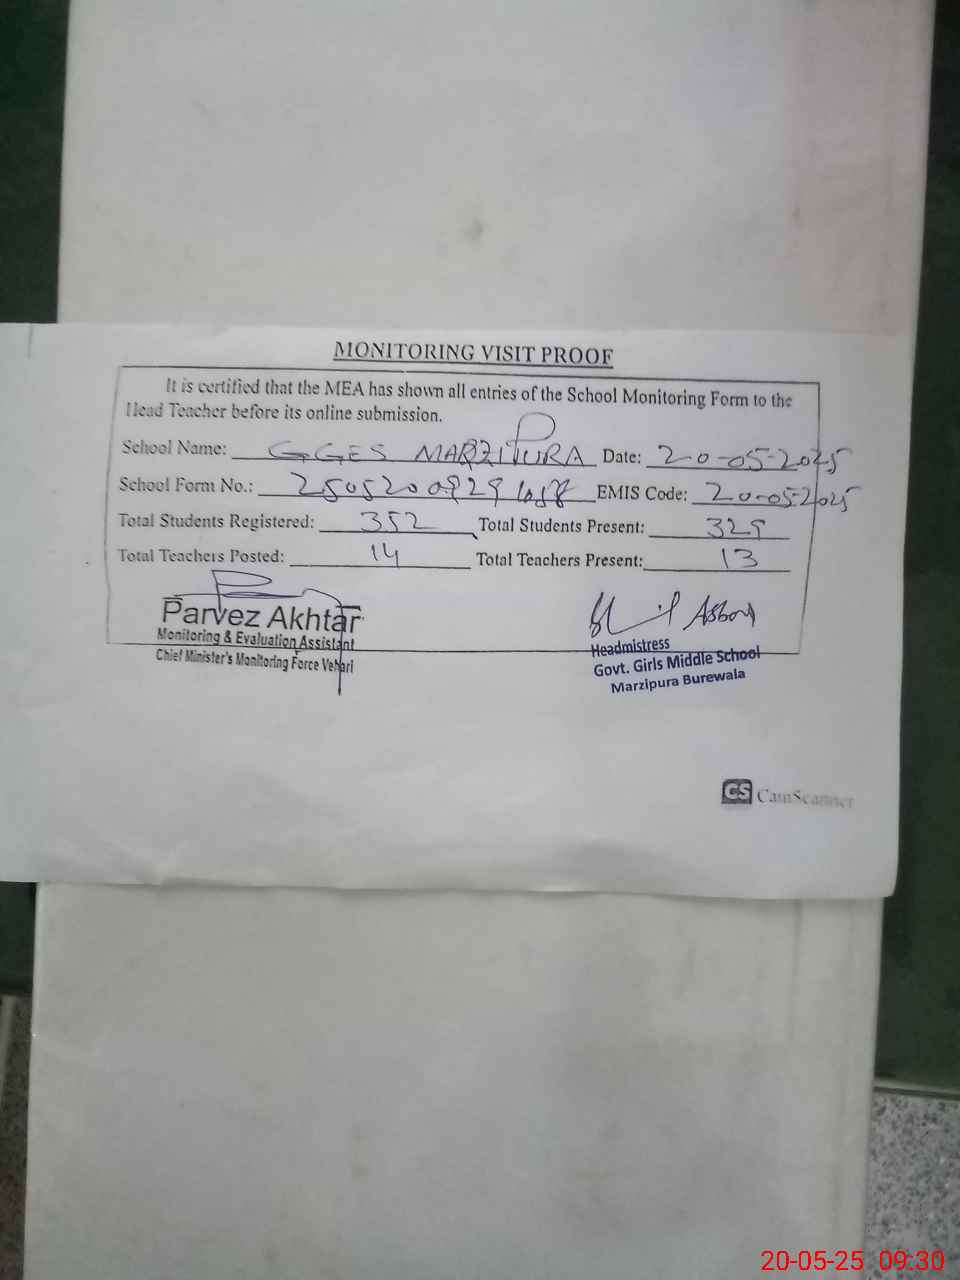 MONITORING VISIT PROOF
It is certified that the MEA has shown all entries of the School Monitoring Form to the
Head Teacher before its online submission.
School Name: GGES MARZIPURA Date: 20-05-2025
School Form No.: EMIS Code: 20-05-2025
Total Students Registered: 352 Total Students Present: 329
Total Teachers Posted: 14 Total Teachers Present: 13
Parvez Akhtar
Monitoring & Evaluation Assistant
Chief Minister's Monitoring Force Vehari
Headmistress
Govt. Girls Middle School
Marzipura Burewala
CS CamScanner
20-05-25 09:30